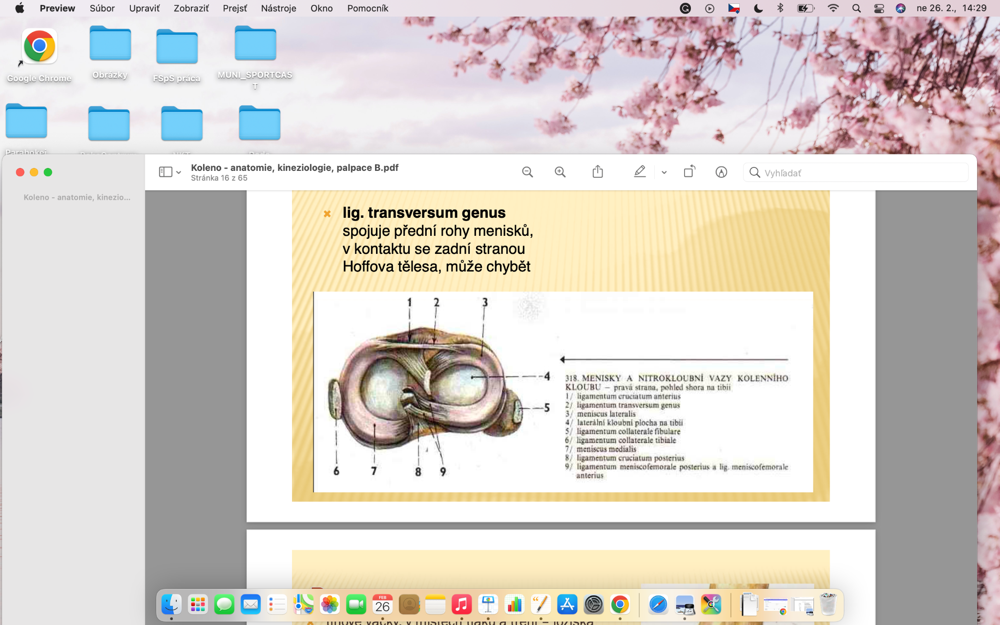 Preview Súbor Upraviť Zobraziť Prejsť Nástroje Okno Pomocník ne 26. 2., 14:29
Google Chrome
Obrázky
FSpS práca
MUNI_SPORTCAS
T
Parahokej
Koleno - anatomie, kineziologie, palpace B.pdf
Stránka 16 z 65
Vyhľadať
Koleno - anatomie, kinezio...
lig. transversum genus
spojuje přední rohy menisků,
v kontaktu se zadní stranou
Hoffova tělesa, může chybět
1 2 3
4
5
6 7 8 9
318. MENISKY A NITROKLOUBNÍ VAZY KOLENNÍHO
KLOUBU — pravá strana, pohled shora na tibii
1/ ligamentum cruciatum anterius
2/ ligamentum transversum genus
3/ meniscus lateralis
4/ laterální kloubní plocha na tibii
5/ ligamentum collaterale fibulare
6/ ligamentum collaterale tibiale
7/ meniscus medialis
8/ ligamentum cruciatum posterius
9/ ligamentum meniscofemorale posterius a lig. meniscofemorale
anterius
FEB
26